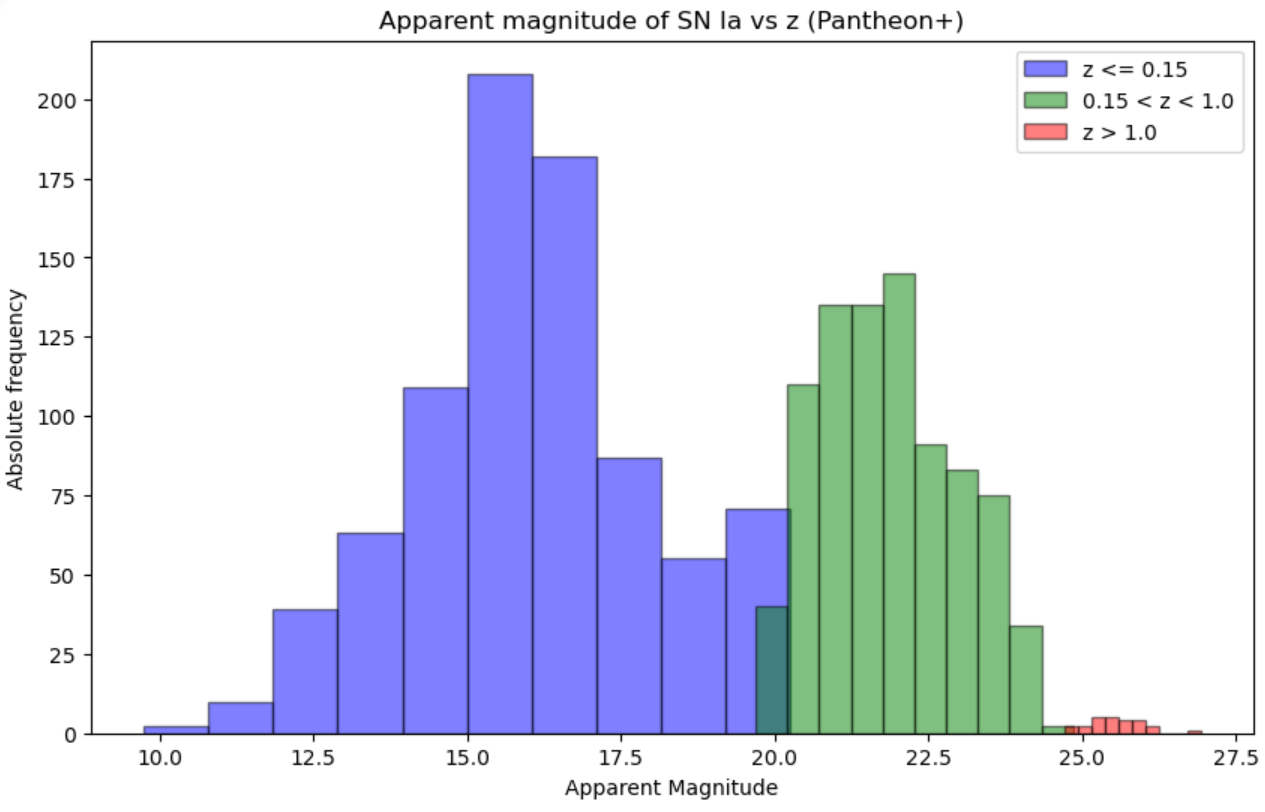 Apparent magnitude of SN Ia vs z (Pantheon+)
z <= 0.15
0.15 < z < 1.0
z > 1.0
200
175
150
125
100
75
50
25
0
Absolute frequency
10.0 12.5 15.0 17.5 20.0 22.5 25.0 27.5
Apparent Magnitude